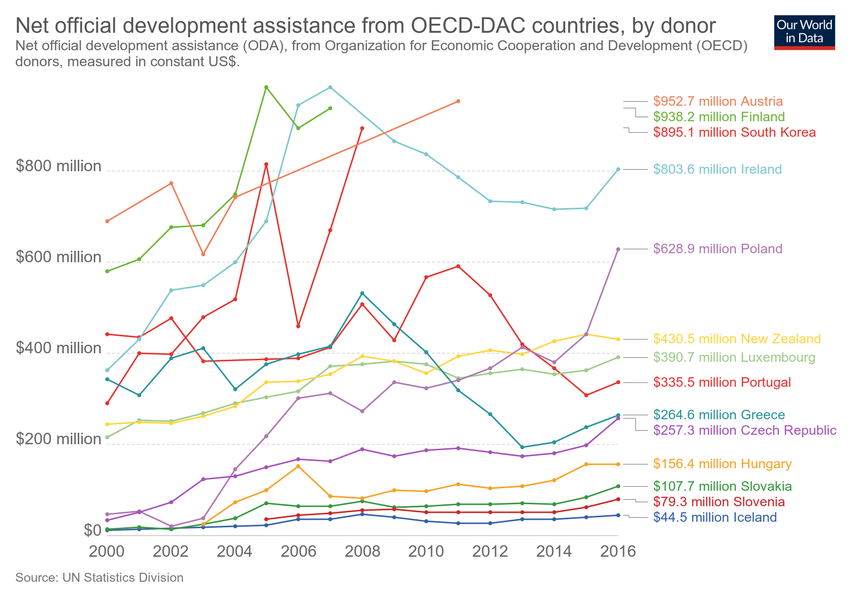 Net official development assistance from OECD-DAC countries, by donor
Net official development assistance (ODA), from Organization for Economic Cooperation and Development (OECD)
donors, measured in constant US$.
Our World
in Data
$952.7 million Austria
$938.2 million Finland
$895.1 million South Korea
$800 million
$803.6 million Ireland
$600 million
$628.9 million Poland
$400 million
$430.5 million New Zealand
$390.7 million Luxembourg
$335.5 million Portugal
$200 million
$264.6 million Greece
$257.3 million Czech Republic
$156.4 million Hungary
$107.7 million Slovakia
$79.3 million Slovenia
$44.5 million Iceland
$0
2000 2002 2004 2006 2008 2010 2012 2014 2016
Source: UN Statistics Division